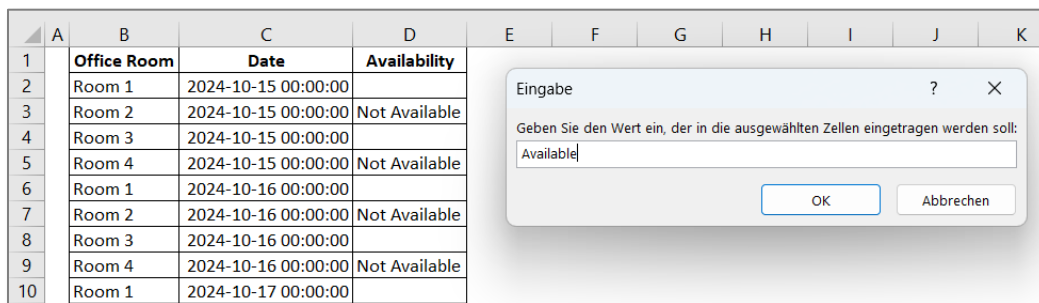 A B C D E F G H I J K
1 Office Room Date Availability
2 Room 1 2024-10-15 00:00:00
3 Room 2 2024-10-15 00:00:00 Not Available
4 Room 3 2024-10-15 00:00:00
5 Room 4 2024-10-15 00:00:00 Not Available
6 Room 1 2024-10-16 00:00:00
7 Room 2 2024-10-16 00:00:00 Not Available
8 Room 3 2024-10-16 00:00:00
9 Room 4 2024-10-16 00:00:00 Not Available
10 Room 1 2024-10-17 00:00:00
Eingabe ?
Geben Sie den Wert ein, der in die ausgewählten Zellen eingetragen werden soll:
Available
OK Abbrechen